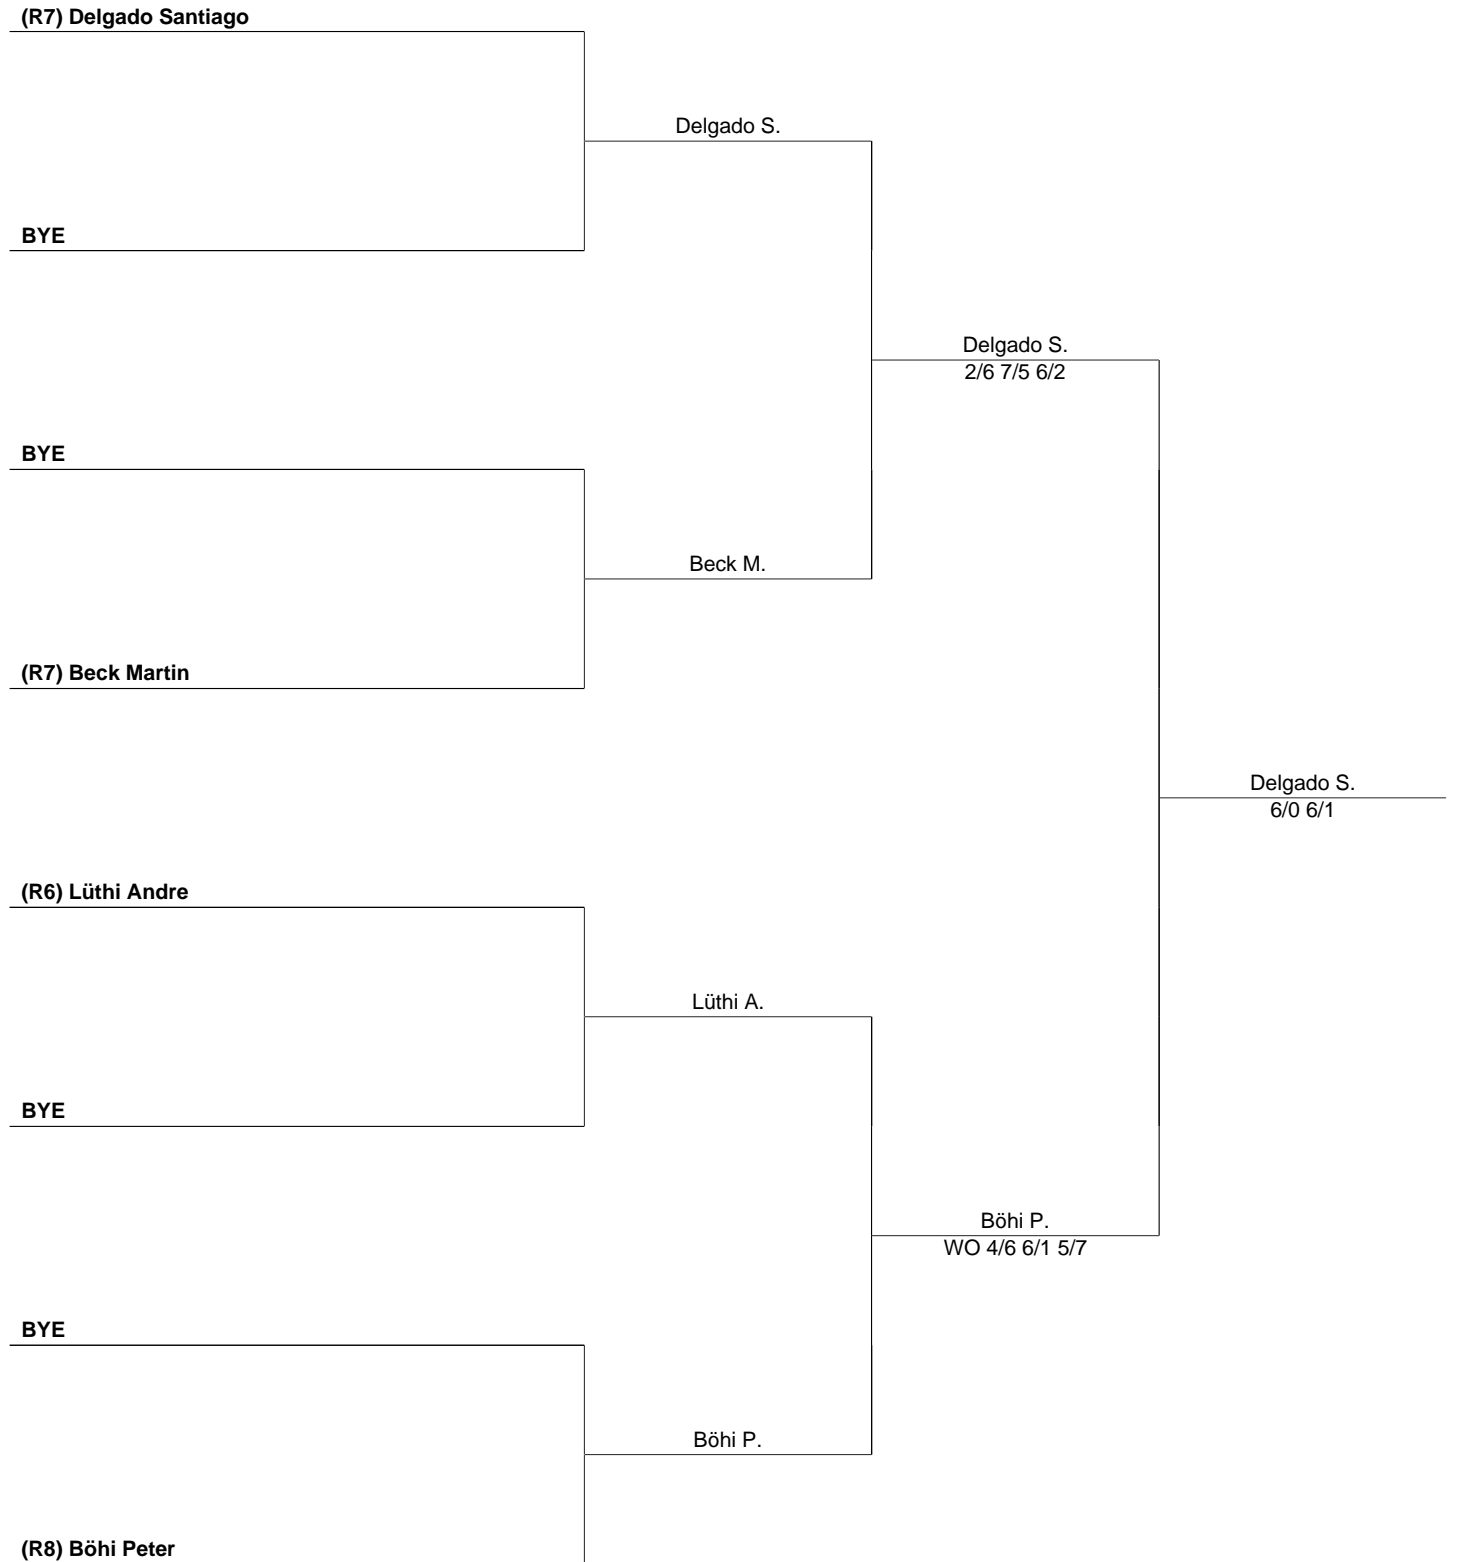 (R7) Delgado Santiago
Delgado S.
BYE
Delgado S.
2/6 7/5 6/2
BYE
Beck M.
(R7) Beck Martin
Delgado S.
6/0 6/1
(R6) Lüthi Andre
Lüthi A.
BYE
Böhi P.
WO 4/6 6/1 5/7
BYE
Böhi P.
(R8) Böhi Peter